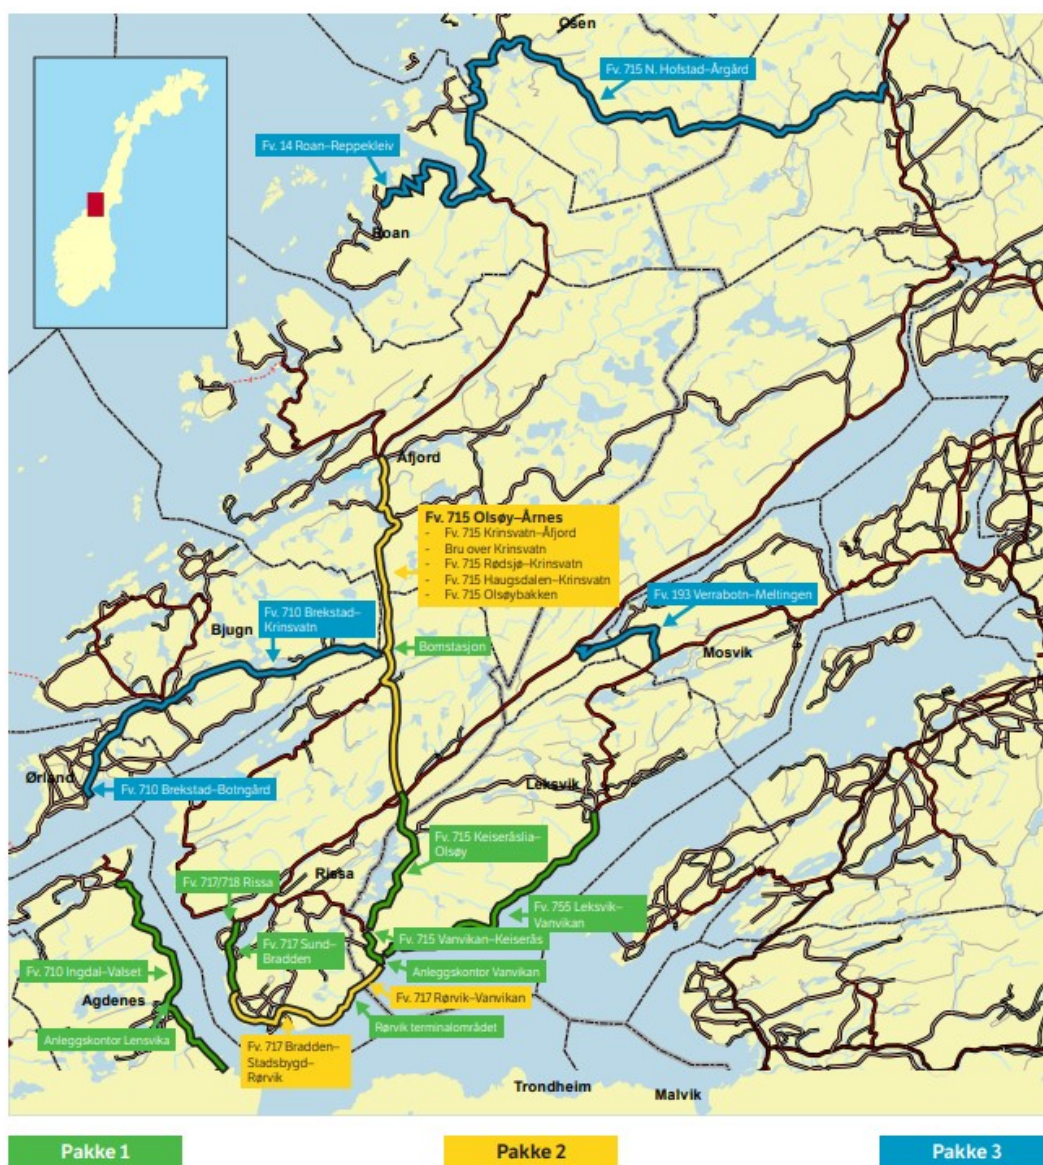 Osen
Fv. 715 N. Hofstad–Årgård
Fv. 14 Roan–Reppekleiv
Roan
Åfjord
Fv. 715 Olsøy–Årnes
- Fv. 715 Krinsvatn–Åfjord
- Bru over Krinsvatn
- Fv. 715 Rødsjø–Krinsvatn
- Fv. 715 Haugsdalen–Krinsvatn
- Fv. 715 Olsøybakken
Fv. 193 Verrabotn–Meltingen
Fv. 710 Brekstad–
Krinsvatn
Bjugn
Bomstasjon
Mosvik
Ørland
Fv. 710 Brekstad–Botngård
Leksvik
Fv. 715 Keiseråslia–
Olsøy
Rissa
Fv. 717/718 Rissa
Fv. 755 Leksvik–
Vanvikan
Fv. 717 Sund–
Bradden
Fv. 715 Vanvikan–Keiserås
Fv. 710 Ingdal–Valset
Anleggskontor Vanvikan
Agdenes
Fv. 717 Rørvik–Vanvikan
Rørvik terminalområdet
Anleggskontor Lensvika
Fv. 717 Bradden–
Stadsbygd–
Rørvik
Trondheim
Malvik
Pakke 1
Pakke 2
Pakke 3